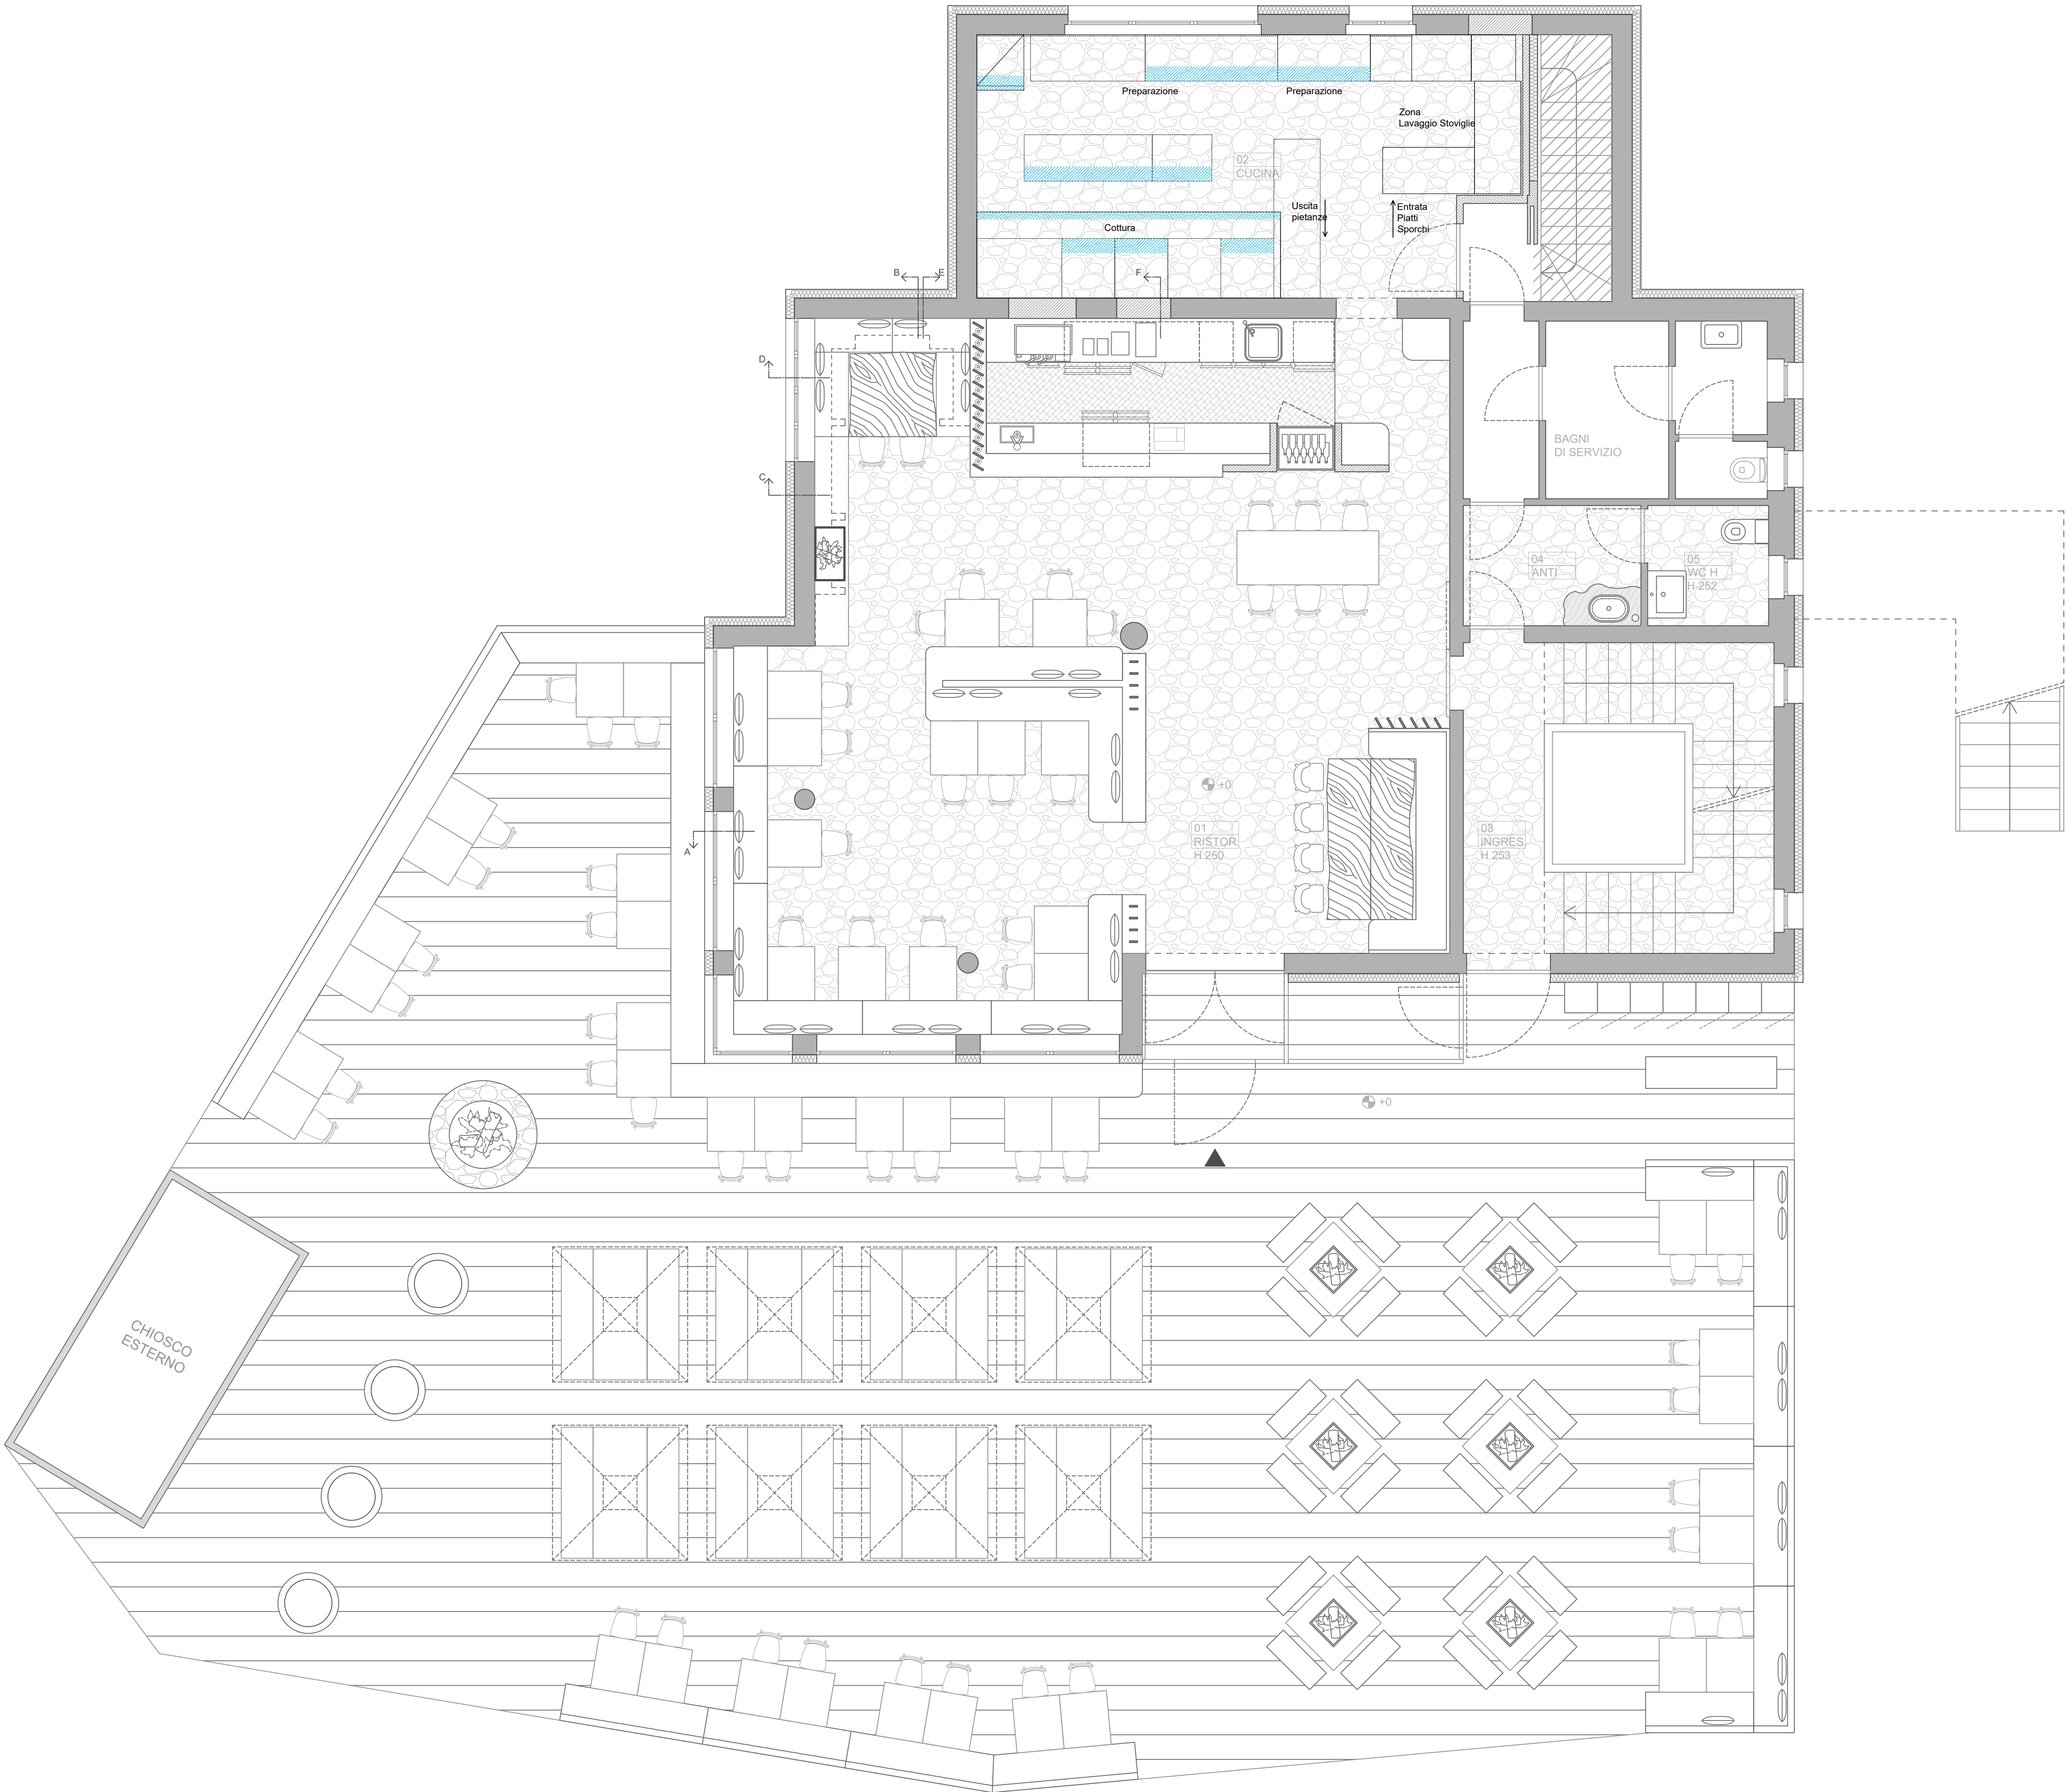 Preparazione
Preparazione
Zona
Lavaggio Stoviglie
02
CUCINA
Uscita
pietanze
Entrata
Piatti
Sporchi
Cottura
B
E
F
D
C
BAGNI
DI SERVIZIO
04
ANTI
05
WC H
H 252
+0
01
RISTOR
H 250
03
INGRES
H 253
A
+0
CHIOSCO
ESTERNO